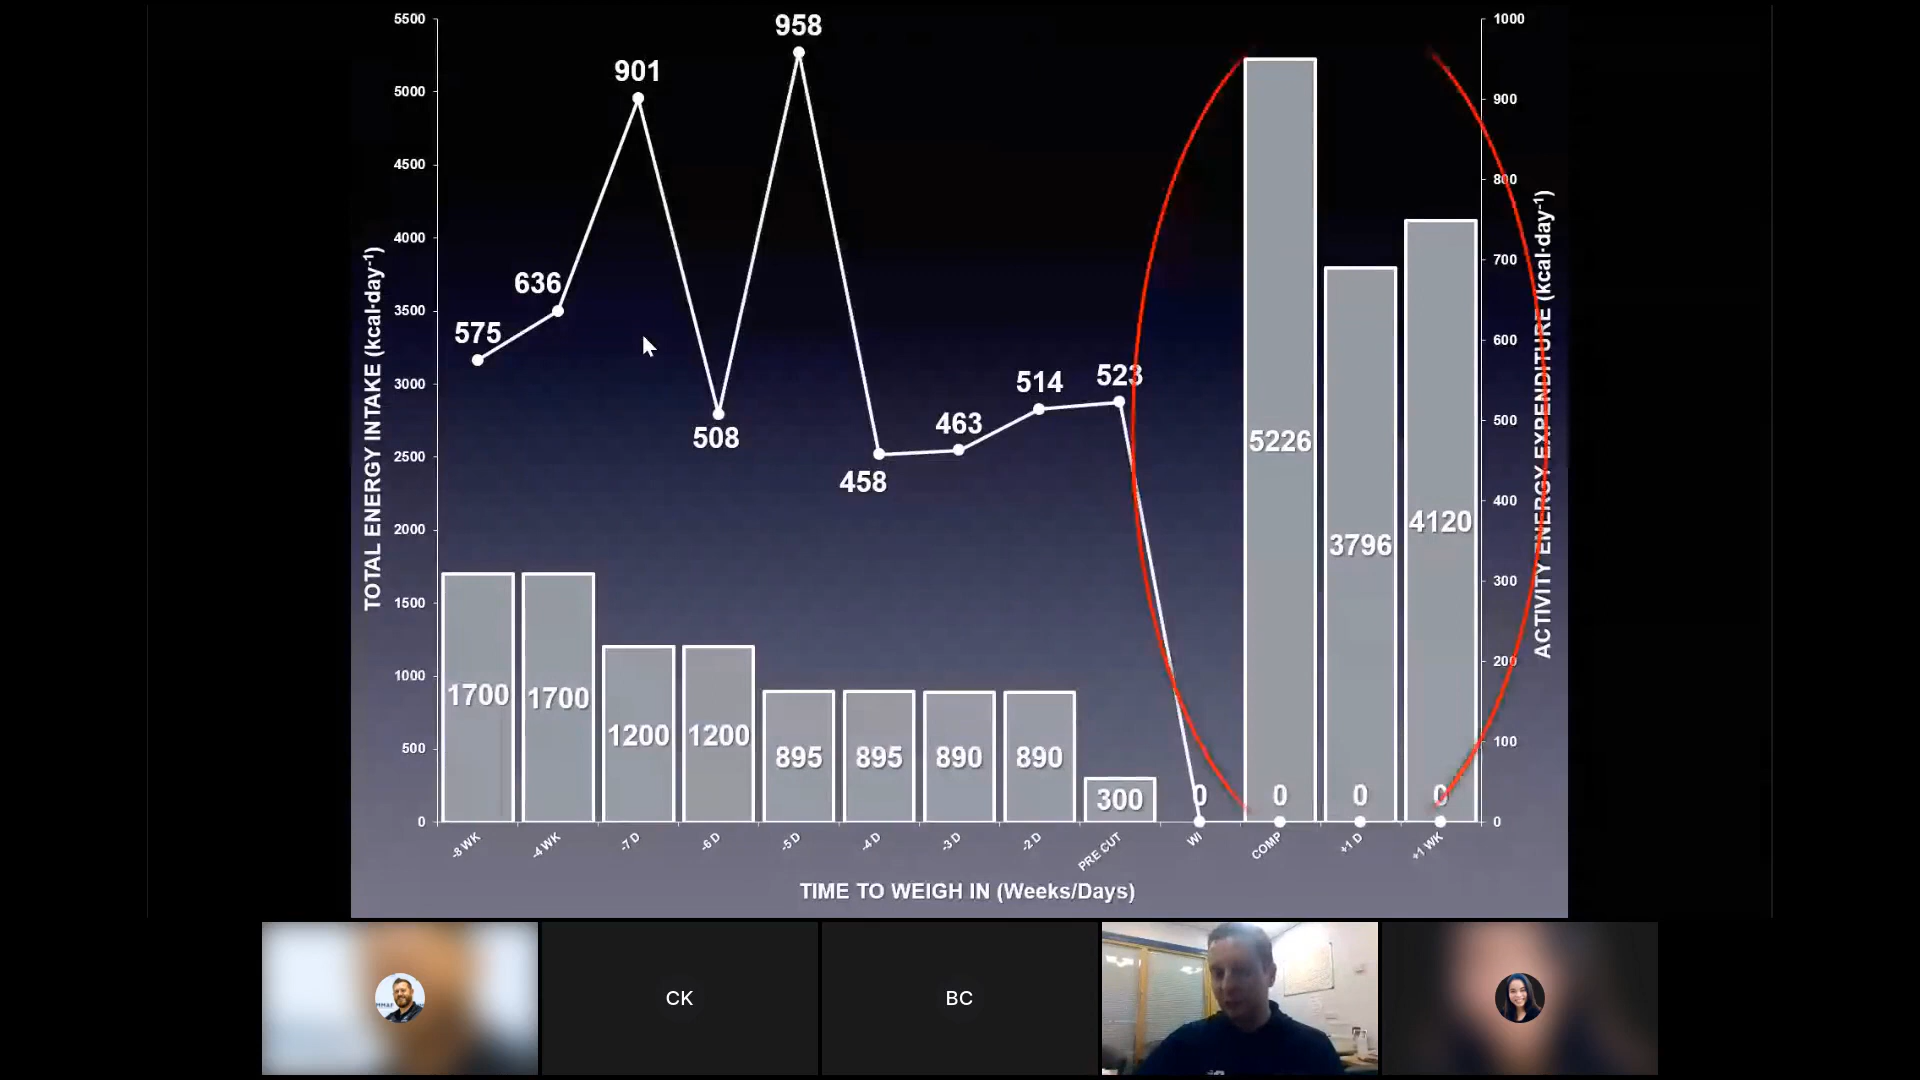 5500
5000
4500
4000
3500
3000
2500
2000
1500
1000
500
0
TOTAL ENERGY INTAKE (kcal·day⁻¹)
575
636
901
508
958
458
463
514
523
0
0
0
0
1700
1700
1200
1200
895
895
890
890
300
5226
3796
4120
1000
900
800
700
600
500
400
300
200
100
0
ACTIVITY ENERGY EXPENDITURE (kcal·day⁻¹)
-8 WK
-4 WK
-7 D
-6 D
-5 D
-4 D
-3 D
-2 D
PRE CUT
WI
COMP
+1 D
+1 WK
TIME TO WEIGH IN (Weeks/Days)
CK
BC